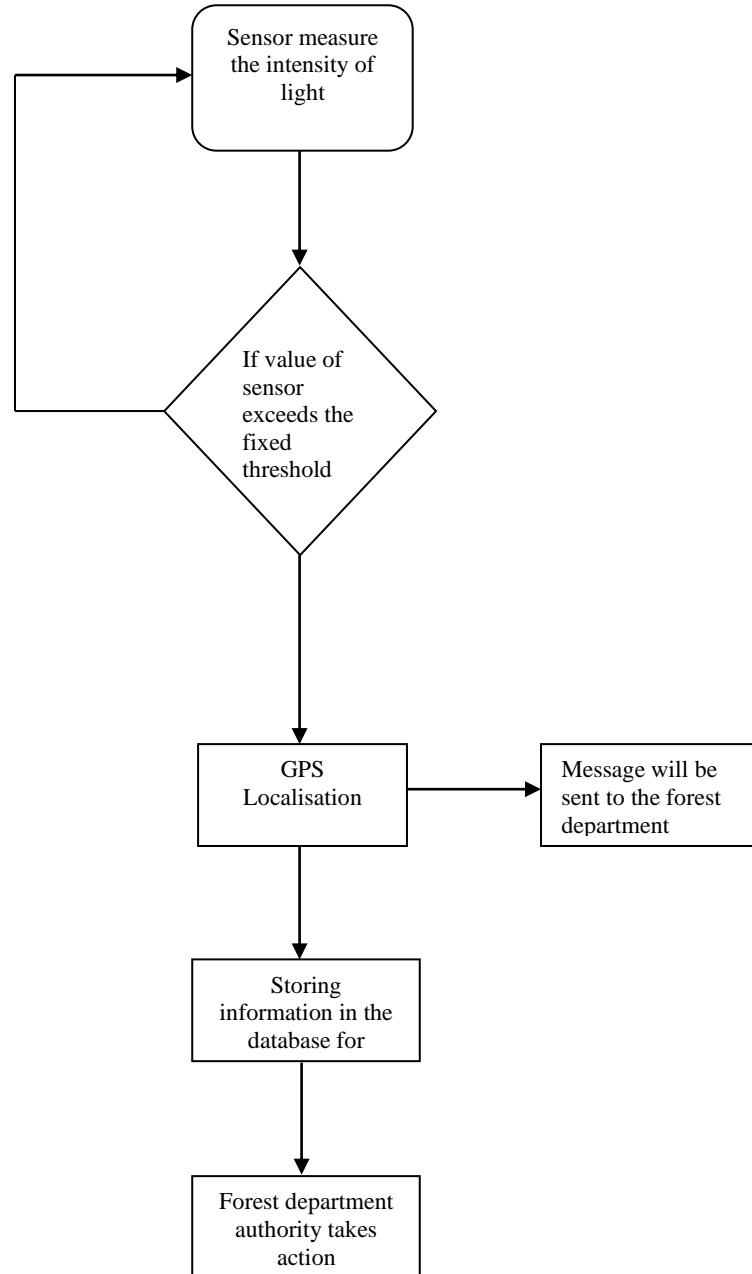 Sensor measure
the intensity of
light
If value of
sensor
exceeds the
fixed
threshold
GPS
Localisation
Message will be
sent to the forest
department
Storing
information in the
database for
Forest department
authority takes
action